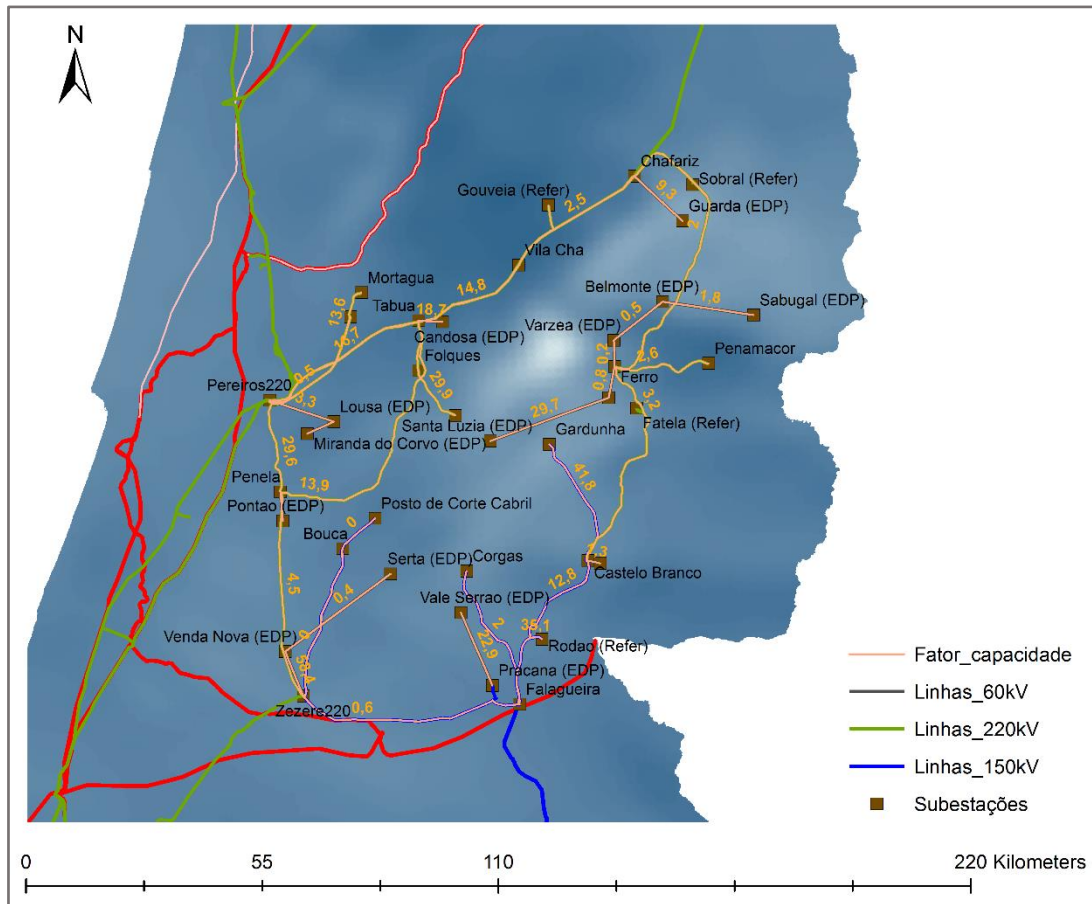 N
Chafariz
Sobral (Refer)
Gouveia (Refer)
9,3
2,5
Guarda (EDP)
2
Vila Cha
Mortagua
14,8
Belmonte (EDP)
1,8
Sabugal (EDP)
Tabua
18,7
13,6
0,5
Candosa (EDP)
Varzea (EDP)
16,7
Folques
0,2
2,6
Penamacor
Pereiros220
0,5
29,9
Ferro
0,8
3,3
3,2
Lousa (EDP)
29,7
Santa Luzia (EDP)
Fatela (Refer)
Miranda do Corvo (EDP)
Gardunha
29,6
41,8
Penela
13,9
Pontao (EDP)
Posto de Corte Cabril
0
Bouca
Serta (EDP)
Corgas
Castelo Branco
12,8
4,5
0,4
Vale Serrao (EDP)
2
35,1
Venda Nova (EDP)
Rodao (Refer)
22,9
Pracana (EDP)
Falagueira
Zezere220
0,6
Fator_capacidade
Linhas_60kV
Linhas_220kV
Linhas_150kV
Subestações
0
55
110
220 Kilometers